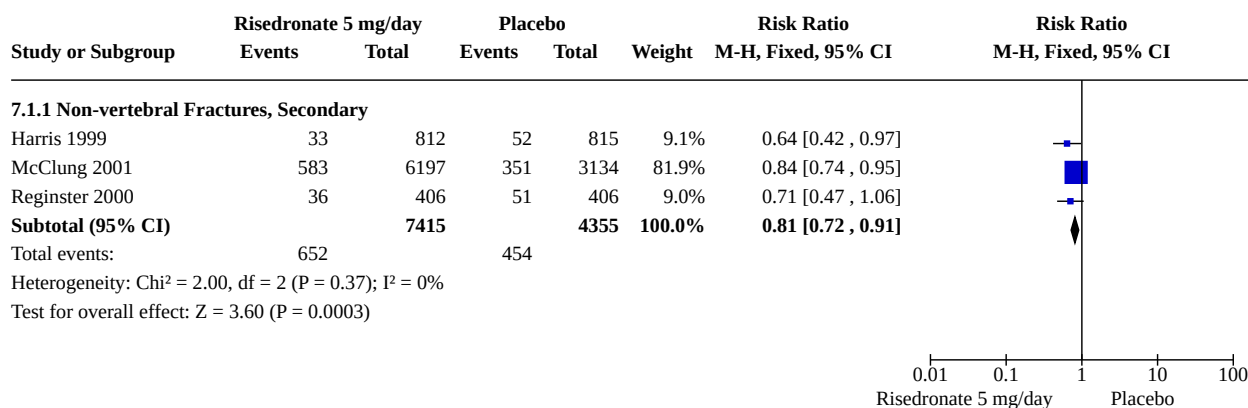 Risedronate 5 mg/day Placebo Risk Ratio Risk Ratio
Study or Subgroup Events Total Events Total Weight M-H, Fixed, 95% CI M-H, Fixed, 95% CI
7.1.1 Non-vertebral Fractures, Secondary
Harris 1999 33 812 52 815 9.1% 0.64 [0.42 , 0.97]
McClung 2001 583 6197 351 3134 81.9% 0.84 [0.74 , 0.95]
Reginster 2000 36 406 51 406 9.0% 0.71 [0.47 , 1.06]
Subtotal (95% CI) 7415 4355 100.0% 0.81 [0.72 , 0.91]
Total events: 652 454
Heterogeneity: Chi² = 2.00, df = 2 (P = 0.37); I² = 0%
Test for overall effect: Z = 3.60 (P = 0.0003)
0.01 0.1 1 10 100
Risedronate 5 mg/day Placebo